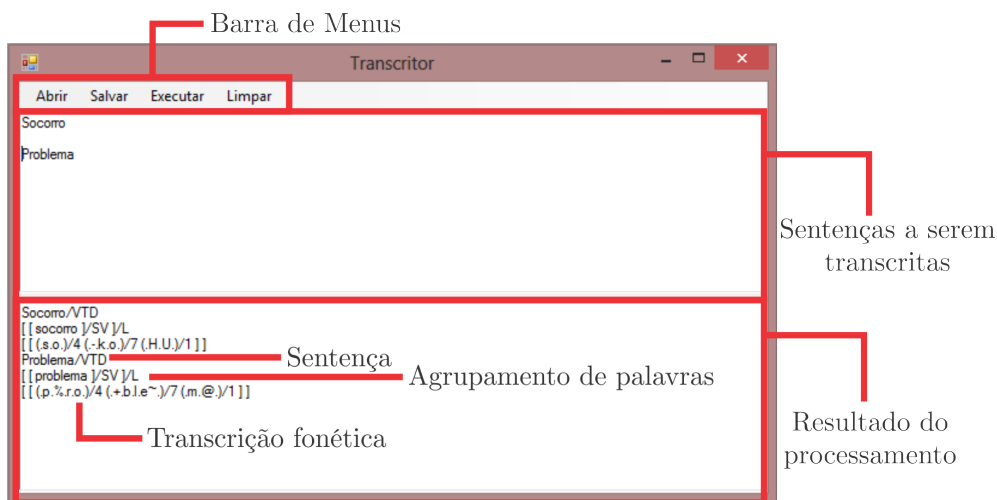 Barra de Menus
Transcritor
Abrir Salvar Executar Limpar
Socorro
Problema
Sentenças a serem
transcritas
Socorro/VTD
[ [ socorro ]/SV ]/L
[ [ (.s.o.)/4 (.-.k.o.)/7 (.H.U.)/1 ] ]
Problema/VTD
[ [ problema ]/SV ]/L
[ [ (.p.%.r.o.)/4 (.+.b.l.e~.)/7 (.m.@.)/1 ] ]
Sentença
Agrupamento de palavras
Transcrição fonética
Resultado do
processamento